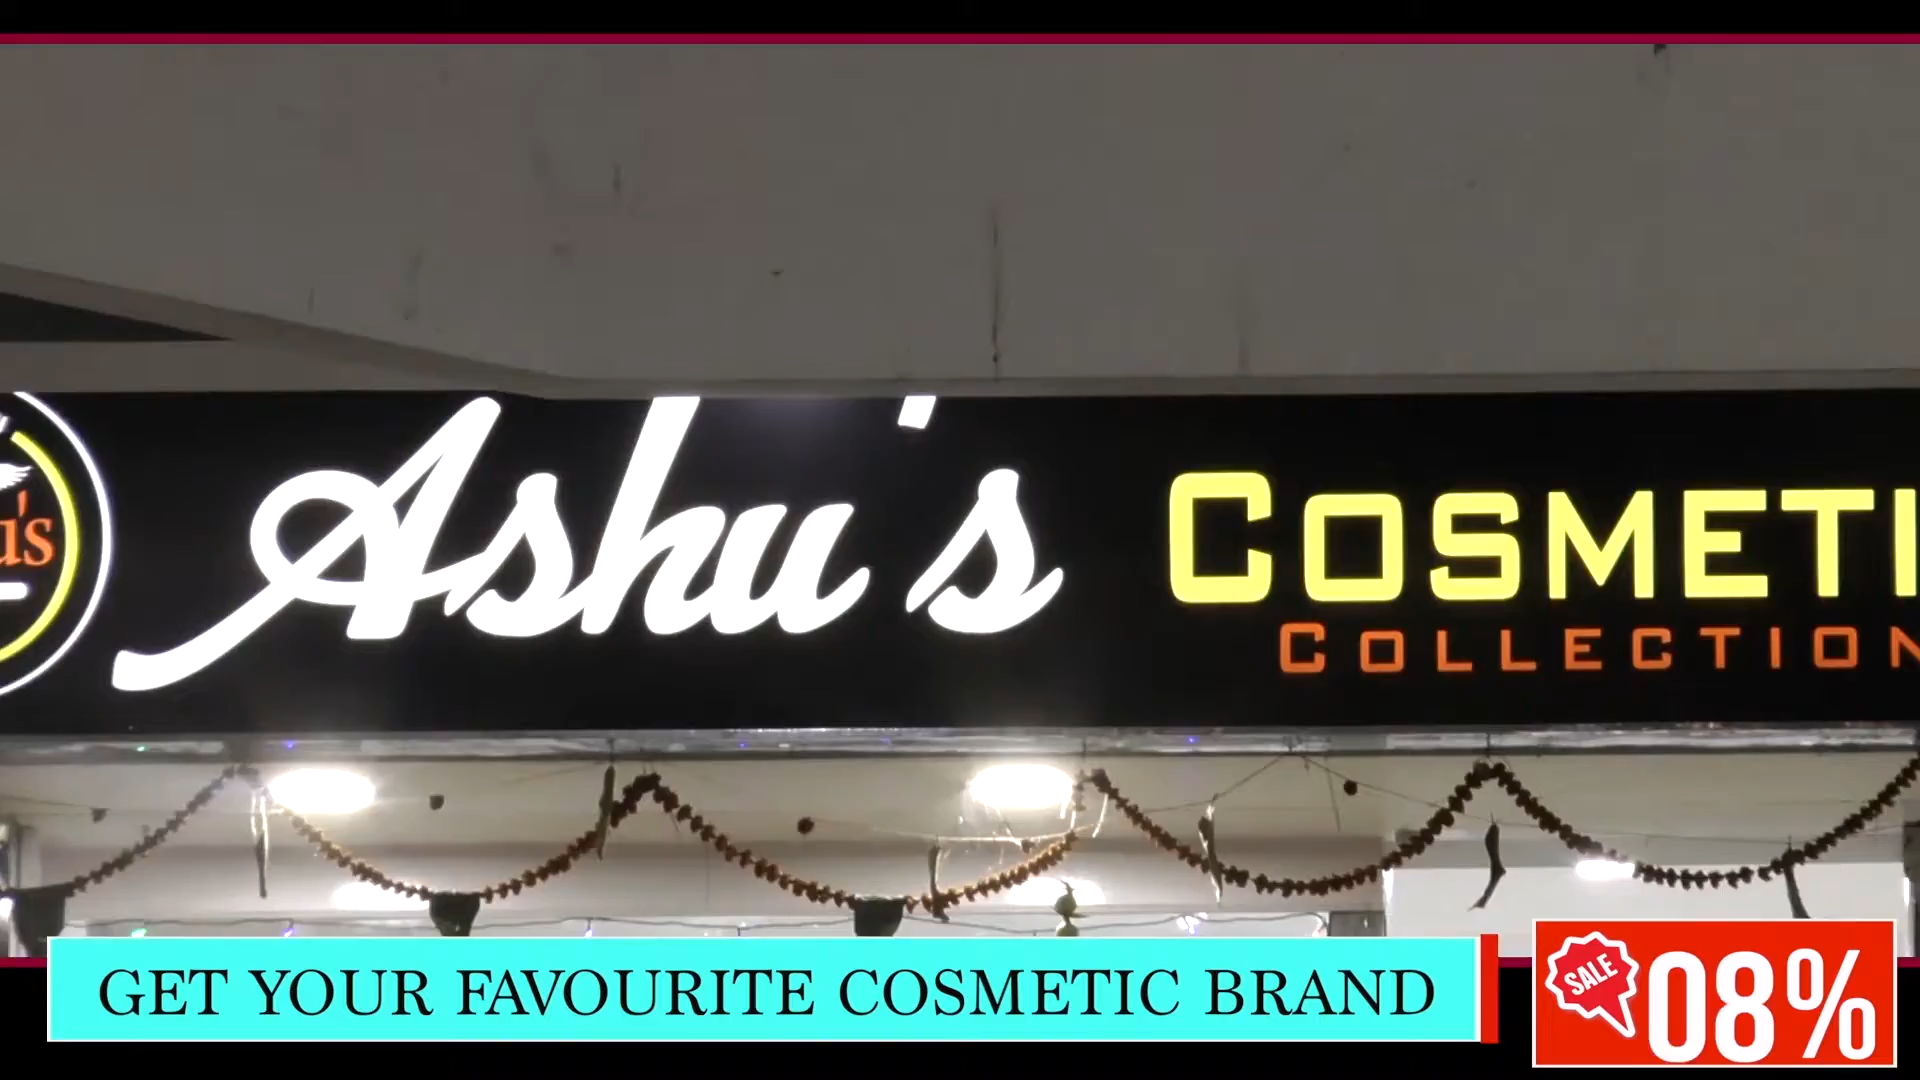 u's
Ashu's
COSMETI
COLLECTION
GET YOUR FAVOURITE COSMETIC BRAND
SALE
08%